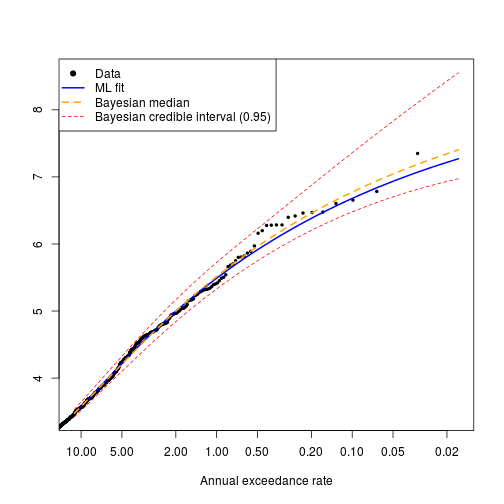 Data
ML fit
Bayesian median
Bayesian credible interval (0.95)
8
7
6
5
4
10.00 5.00 2.00 1.00 0.50 0.20 0.10 0.05 0.02
Annual exceedance rate